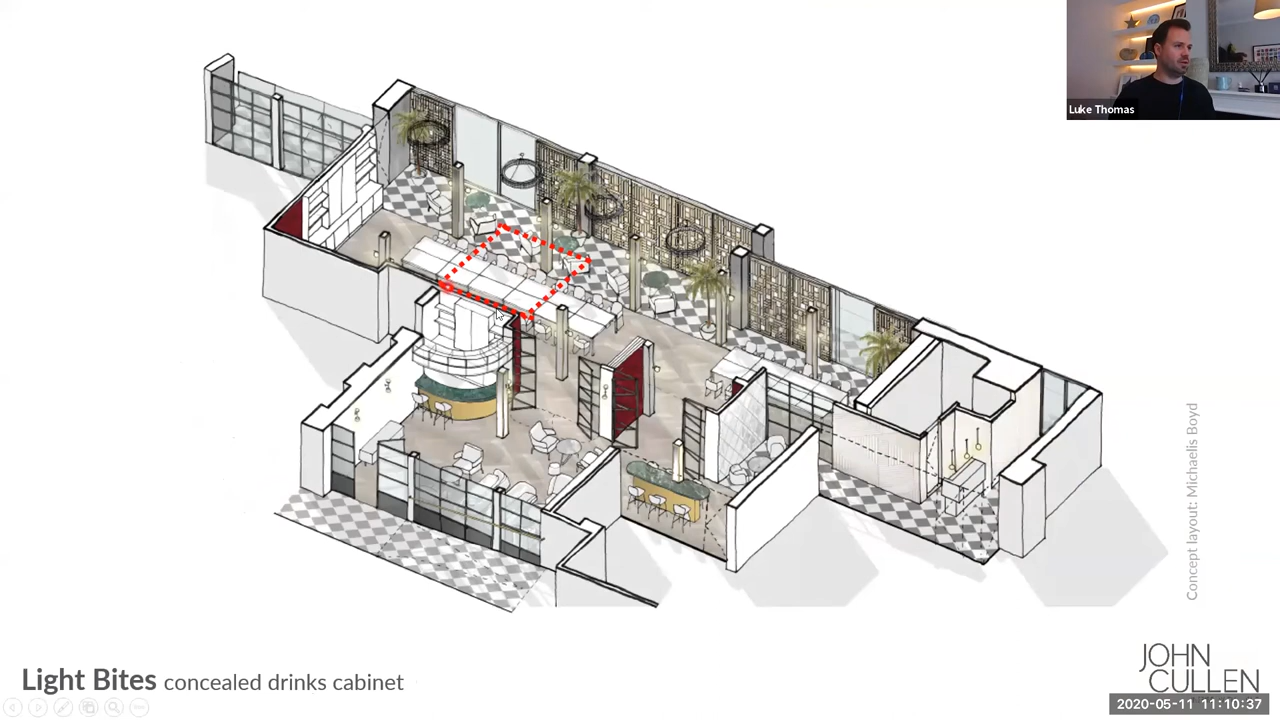 Luke Thomas
Concept layout: Michaelis Boyd
Light Bites concealed drinks cabinet
JOHN
CULLEN
2020-05-11 11:10:37